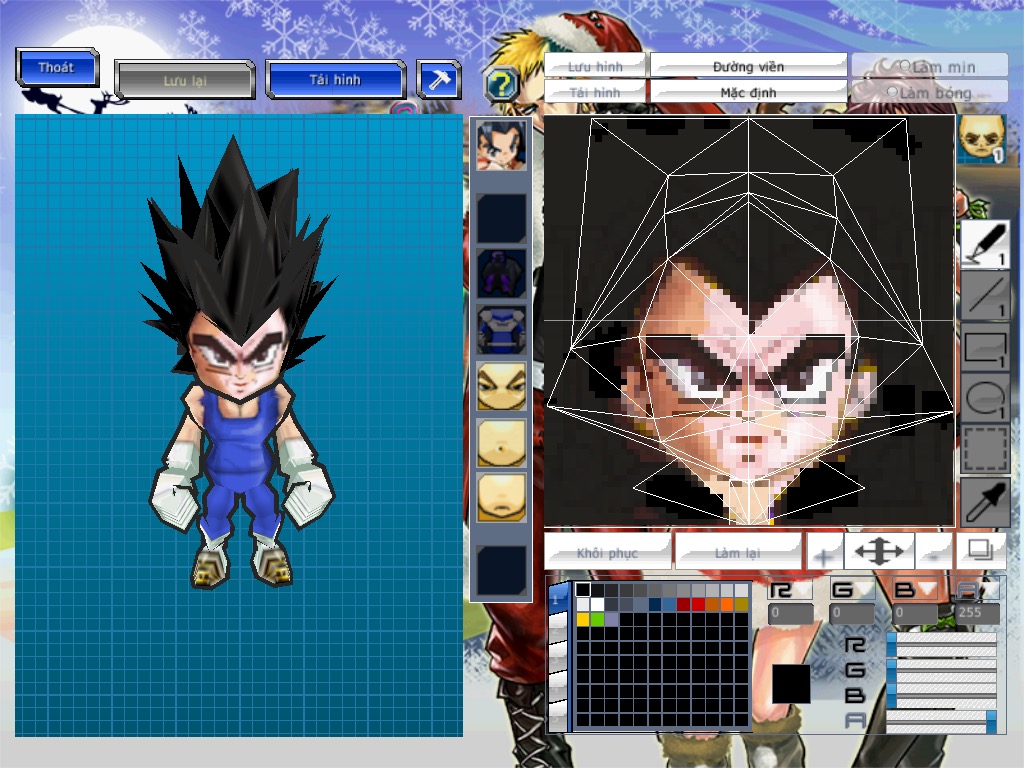 Thoát
Lưu lại
Tải hình
?
Lưu hình
Đường viền
Làm mịn
Tải hình
Mặc định
Làm bóng
1
1
1
1
1
Khôi phục
Làm lại
+
-
1
R
G
B
A
0
0
0
255
R
G
B
A